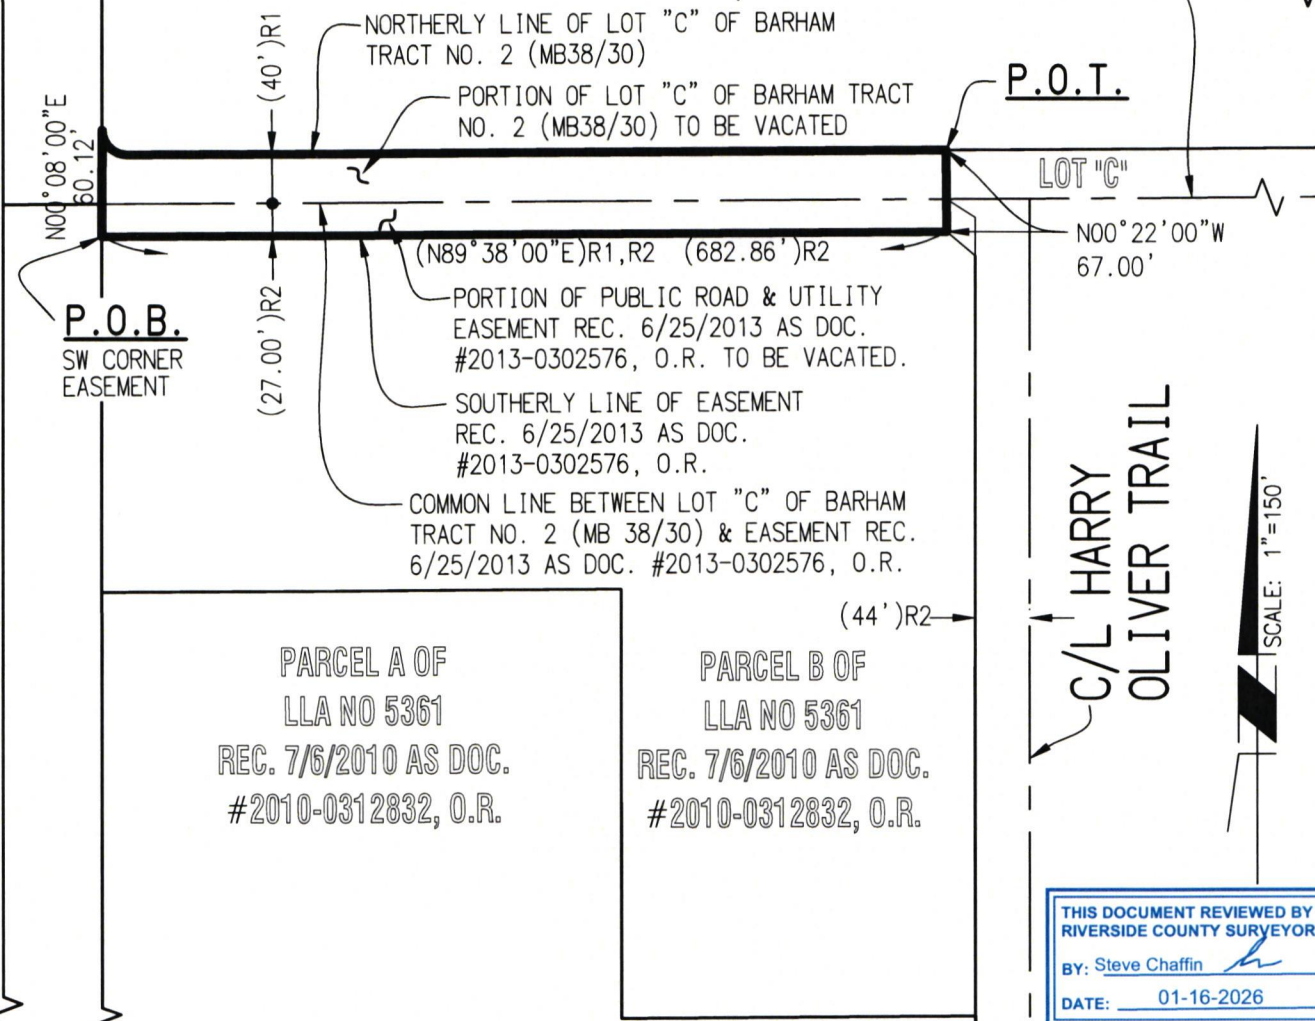 NORTHERLY LINE OF LOT "C" OF BARHAM
TRACT NO. 2 (MB38/30)
(40')R1
PORTION OF LOT "C" OF BARHAM TRACT
NO. 2 (MB38/30) TO BE VACATED
P.O.T.
N00°08'00"E
60.12'
LOT "C"
N00°22'00"W
67.00'
(N89°38'00"E)R1,R2 (682.86')R2
(27.00')R2
P.O.B.
SW CORNER
EASEMENT
PORTION OF PUBLIC ROAD & UTILITY
EASEMENT REC. 6/25/2013 AS DOC.
#2013-0302576, O.R. TO BE VACATED.
SOUTHERLY LINE OF EASEMENT
REC. 6/25/2013 AS DOC.
#2013-0302576, O.R.
COMMON LINE BETWEEN LOT "C" OF BARHAM
TRACT NO. 2 (MB 38/30) & EASEMENT REC.
6/25/2013 AS DOC. #2013-0302576, O.R.
(44')R2
C/L HARRY
OLIVER TRAIL
SCALE: 1"=150'
PARCEL A OF
LLA NO 5361
REC. 7/6/2010 AS DOC.
#2010-0312832, O.R.
PARCEL B OF
LLA NO 5361
REC. 7/6/2010 AS DOC.
#2010-0312832, O.R.
THIS DOCUMENT REVIEWED BY
RIVERSIDE COUNTY SURVEYOR
BY: Steve Chaffin
DATE: 01-16-2026